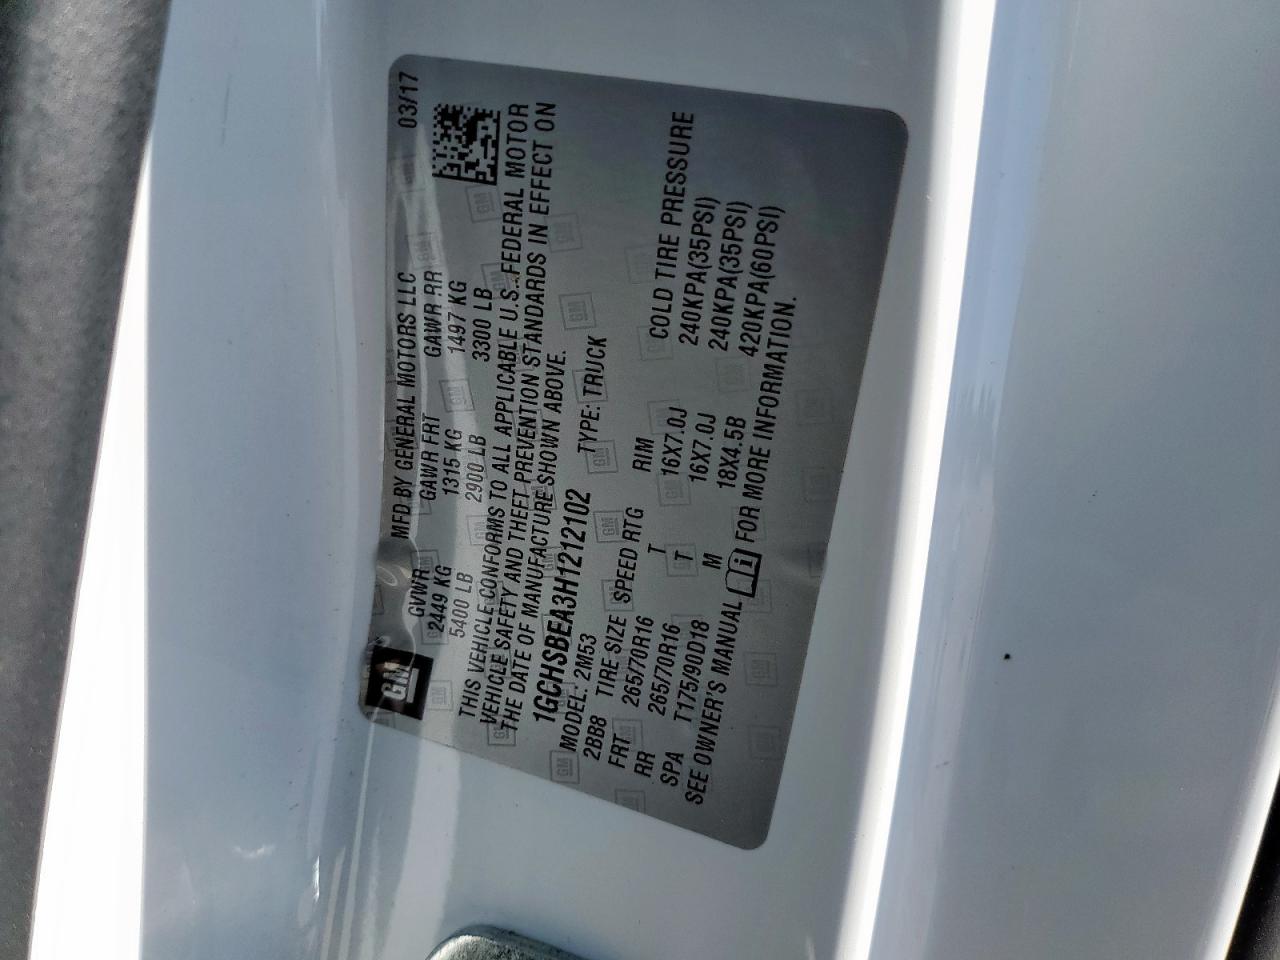 GM
MFD BY GENERAL MOTORS LLC 03/17
GVWR GAWR FRT GAWR RR
2449 KG 1315 KG 1497 KG
5400 LB 2900 LB 3300 LB
THIS VEHICLE CONFORMS TO ALL APPLICABLE U.S. FEDERAL MOTOR
VEHICLE SAFETY AND THEFT PREVENTION STANDARDS IN EFFECT ON
THE DATE OF MANUFACTURE SHOWN ABOVE.
1GCHSBEA3H1212102 TYPE: TRUCK
MODEL: 2M53
2BB8 TIRE SIZE SPEED RTG RIM COLD TIRE PRESSURE
FRT 265/70R16 T 16X7.0J 240KPA(35PSI)
RR 265/70R16 T 16X7.0J 240KPA(35PSI)
SPA T175/90D18 M 18X4.5B 420KPA(60PSI)
SEE OWNER'S MANUAL i FOR MORE INFORMATION.